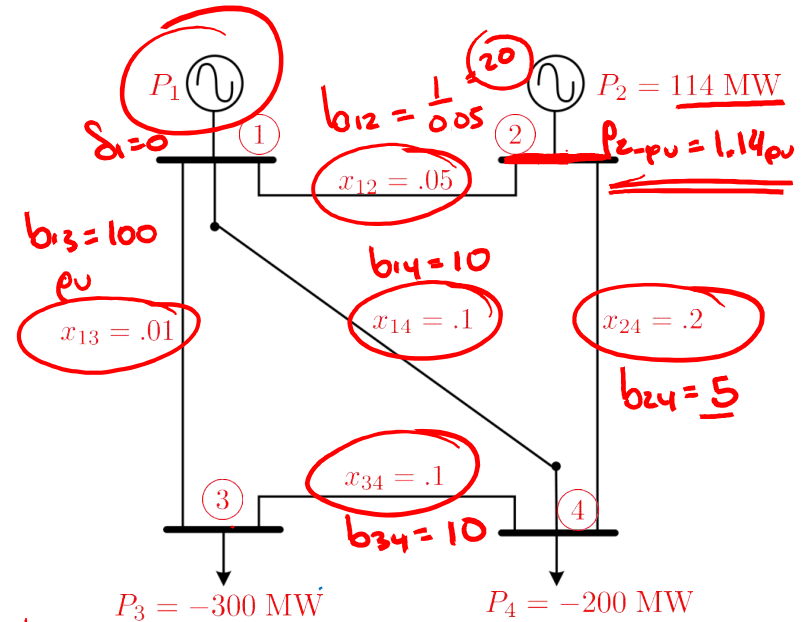 P₁
b₁₂ = 1/0.05 = 20
P₂ = 114 MW
δ₁=0
1
2
P₂-pu = 1.14pu
x₁₂ = .05
b₁₃=100
pu
b₁₄=10
x₁₃ = .01
x₁₄ = .1
x₂₄ = .2
b₂₄= 5
x₃₄ = .1
3
4
b₃₄= 10
P₃ = −300 MW
P₄ = −200 MW